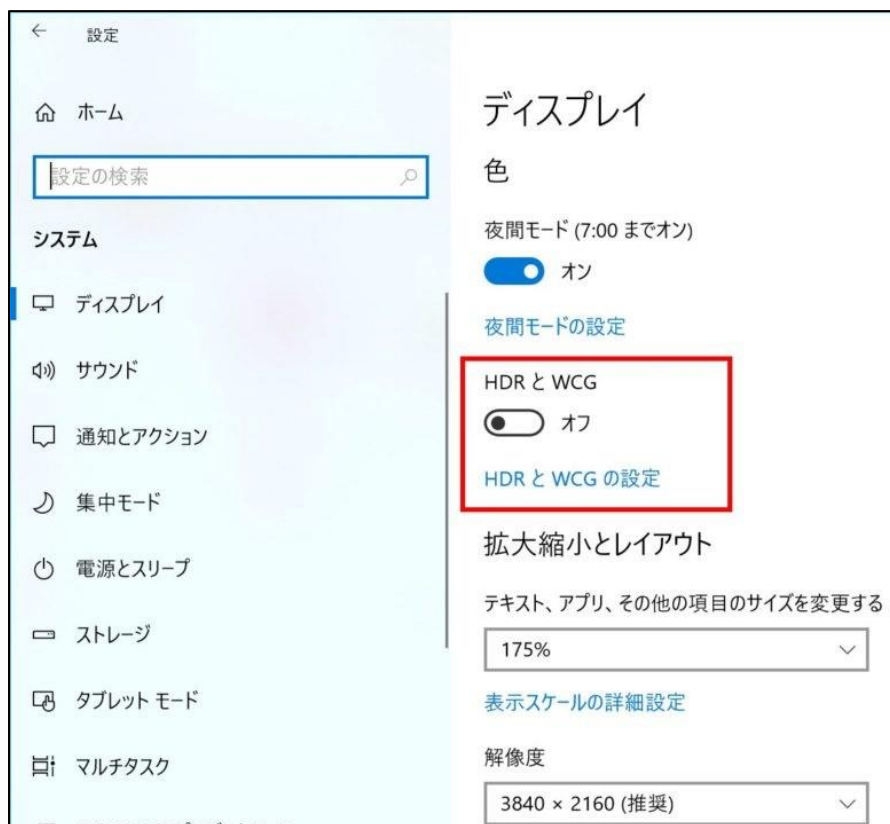 設定
ホーム
設定の検索
システム
ディスプレイ
サウンド
通知とアクション
集中モード
電源とスリープ
ストレージ
タブレット モード
マルチタスク
ディスプレイ
色
夜間モード (7:00 までオン)
オン
夜間モードの設定
HDR と WCG
オフ
HDR と WCG の設定
拡大縮小とレイアウト
テキスト、アプリ、その他の項目のサイズを変更する
175%
表示スケールの詳細設定
解像度
3840 × 2160 (推奨)